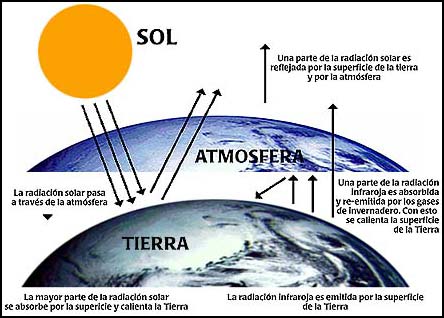 SOL
Una parte de la radiación solar es
reflejada por la superficie de la tierra
y por la atmósfera
ATMOSFERA
La radiación solar pasa
a través de la atmósfera
Una parte de la radiación
infraroja es absorbida
y re-emitida por los gases
de invernadero. Con esto
se calienta la superficie
de la Tierra
TIERRA
La mayor parte de la radiación solar
se absorbe por la supericie y calienta la Tierra
La radiación infraroja es emitida por la superficie
de la Tierra